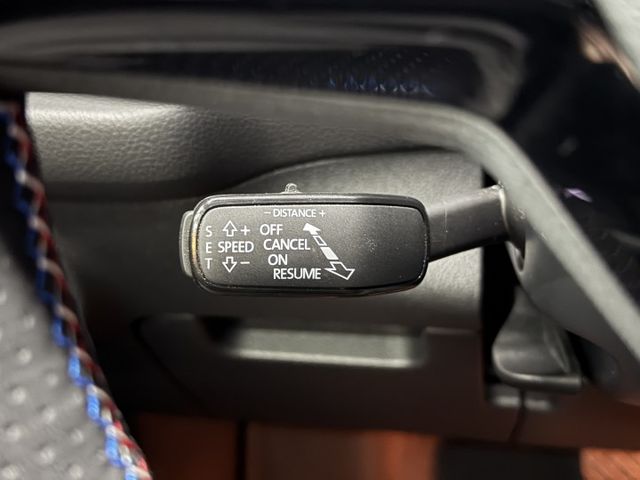 - DISTANCE +
S + OFF
E SPEED CANCEL
T - ON
RESUME